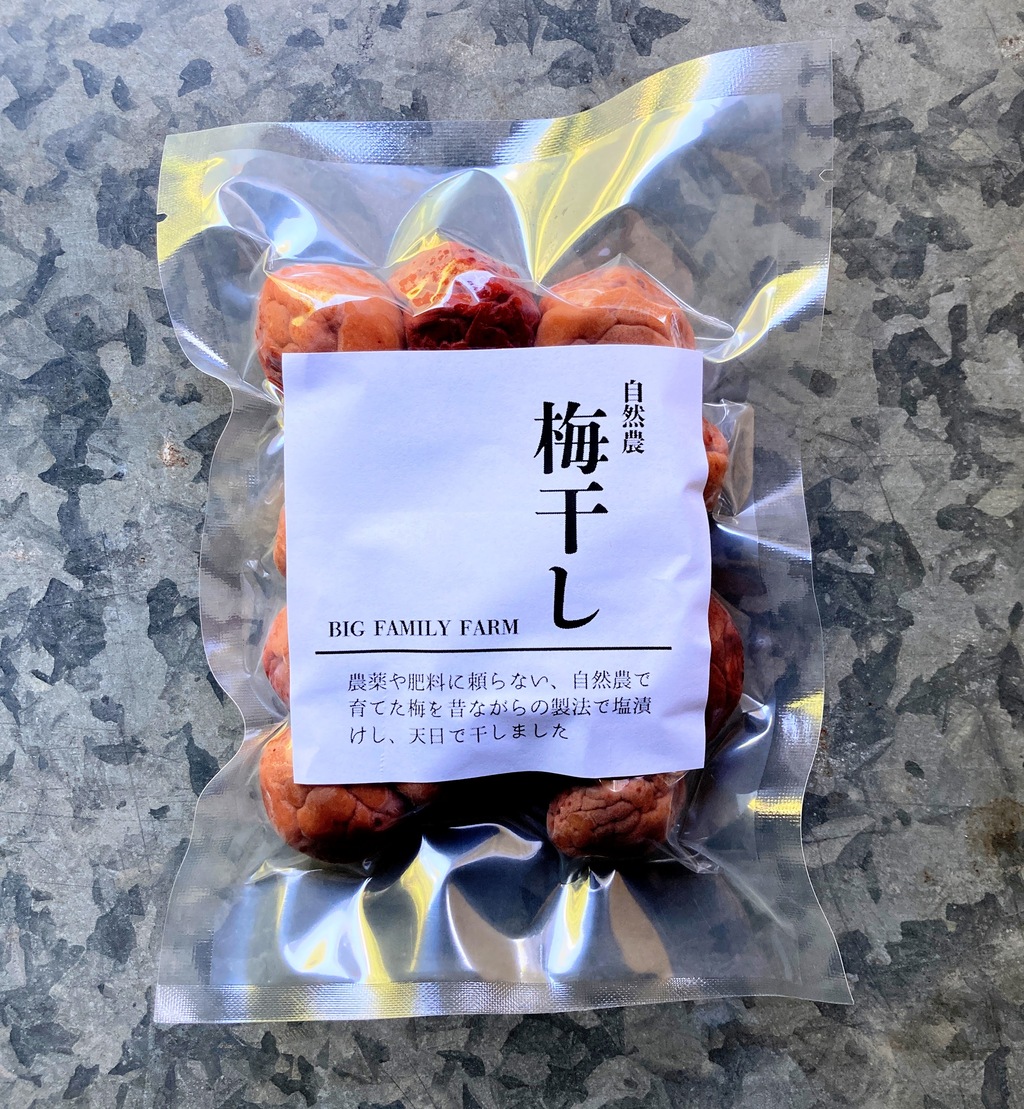 自然農
梅干し
BIG FAMILY FARM
農薬や肥料に頼らない、自然農で
育てた梅を昔ながらの製法で塩漬
けし、天日で干しました